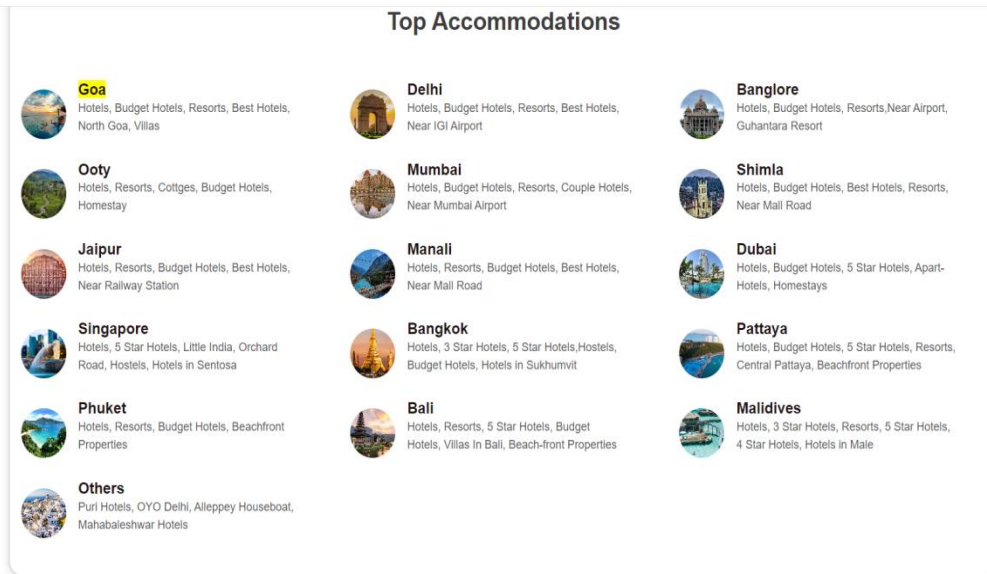 Top Accommodations
Goa
Hotels, Budget Hotels, Resorts, Best Hotels,
North Goa, Villas
Delhi
Hotels, Budget Hotels, Resorts, Best Hotels,
Near IGI Airport
Banglore
Hotels, Budget Hotels, Resorts,Near Airport,
Guhantara Resort
Ooty
Hotels, Resorts, Cottges, Budget Hotels,
Homestay
Mumbai
Hotels, Budget Hotels, Resorts, Couple Hotels,
Near Mumbai Airport
Shimla
Hotels, Budget Hotels, Best Hotels, Resorts,
Near Mall Road
Jaipur
Hotels, Resorts, Budget Hotels, Best Hotels,
Near Railway Station
Manali
Hotels, Resorts, Budget Hotels, Best Hotels,
Near Mall Road
Dubai
Hotels, Budget Hotels, 5 Star Hotels, Apart-
Hotels, Homestays
Singapore
Hotels, 5 Star Hotels, Little India, Orchard
Road, Hostels, Hotels in Sentosa
Bangkok
Hotels, 3 Star Hotels, 5 Star Hotels,Hostels,
Budget Hotels, Hotels in Sukhumvit
Pattaya
Hotels, Budget Hotels, 5 Star Hotels, Resorts,
Central Pattaya, Beachfront Properties
Phuket
Hotels, Resorts, Budget Hotels, Beachfront
Properties
Bali
Hotels, Resorts, 5 Star Hotels, Budget
Hotels, Villas In Bali, Beach-front Properties
Malidives
Hotels, 3 Star Hotels, Resorts, 5 Star Hotels,
4 Star Hotels, Hotels in Male
Others
Puri Hotels, OYO Delhi, Alleppey Houseboat,
Mahabaleshwar Hotels